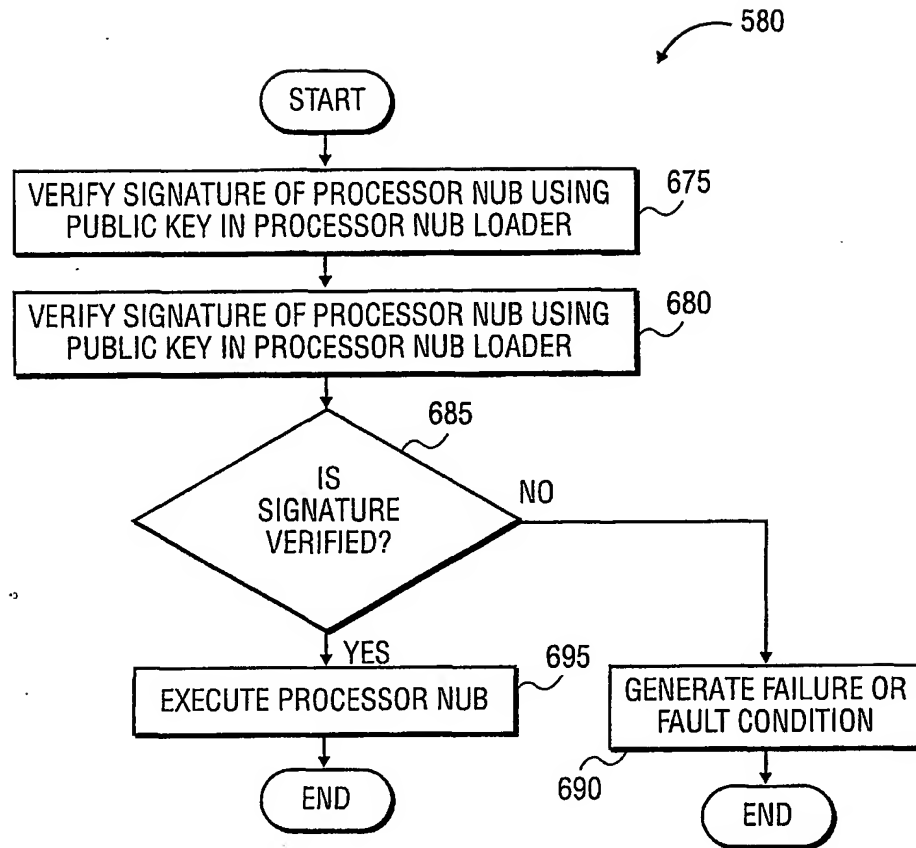 580
START
VERIFY SIGNATURE OF PROCESSOR NUB USING
PUBLIC KEY IN PROCESSOR NUB LOADER
675
VERIFY SIGNATURE OF PROCESSOR NUB USING
PUBLIC KEY IN PROCESSOR NUB LOADER
680
685
IS
SIGNATURE
VERIFIED?
NO
YES
EXECUTE PROCESSOR NUB
695
GENERATE FAILURE OR
FAULT CONDITION
690
END
END